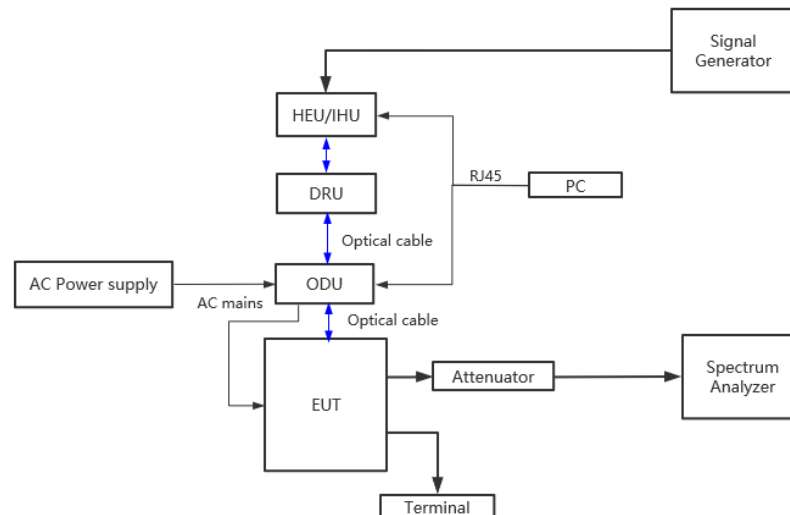 Signal
Generator
HEU/IHU
RJ45
PC
DRU
Optical cable
AC Power supply
ODU
AC mains
Optical cable
Attenuator
Spectrum
Analyzer
EUT
Terminal